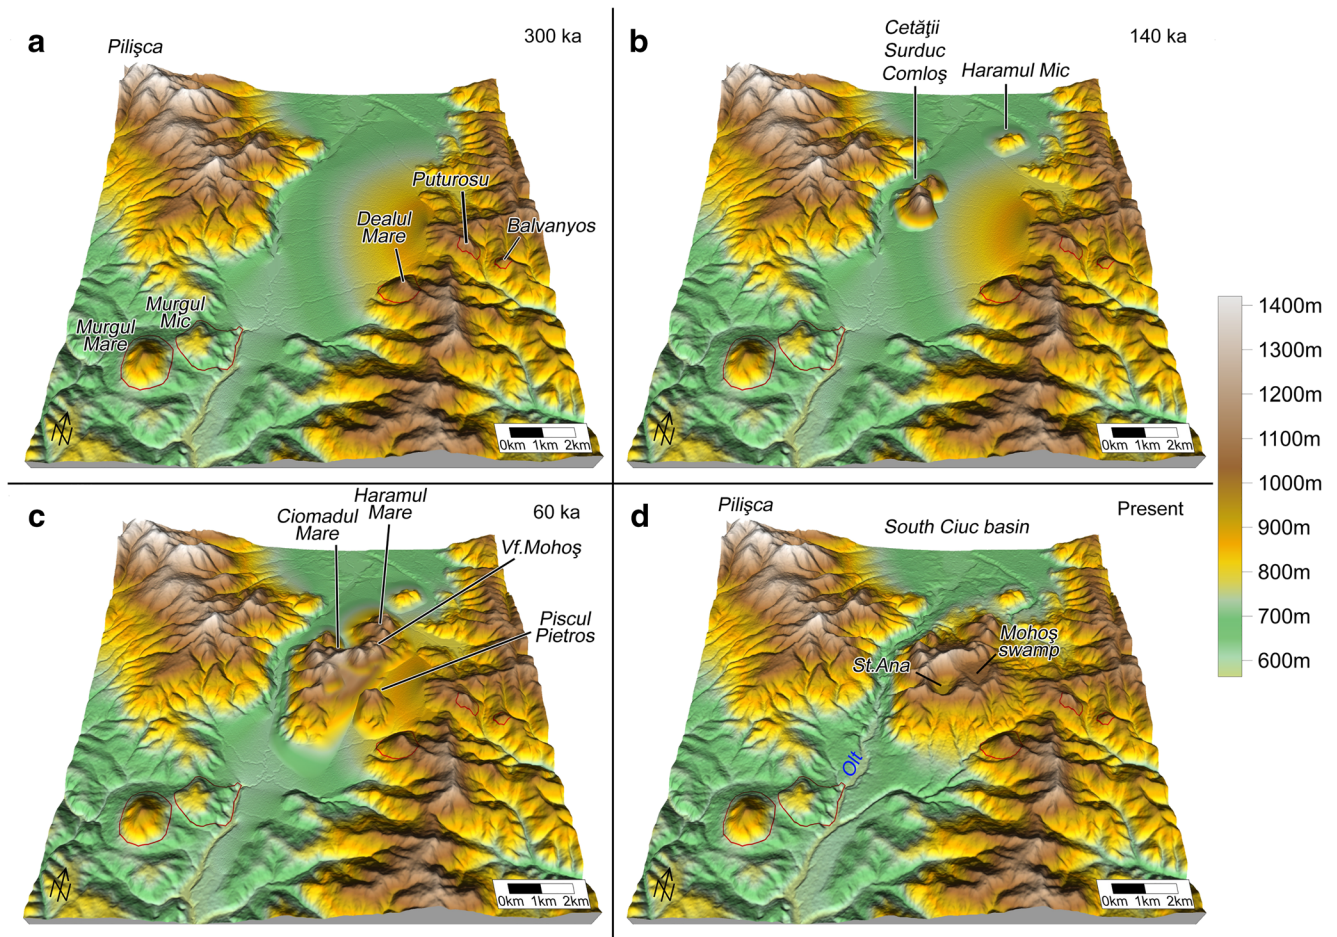 a
Pilişca
300 ka
Puturosu
Dealul
Mare
Balvanyos
Murgul
Mic
Murgul
Mare
N
0km 1km 2km
b
Cetăţii
Surduc
Comloş
Haramul Mic
140 ka
N
0km 1km 2km
c
Haramul
Mare
Ciomadul
Mare
60 ka
Vf.Mohoş
Piscul
Pietros
N
0km 1km 2km
d
Pilişca
South Ciuc basin
Present
Mohoş
swamp
St.Ana
Olt
N
0km 1km 2km
1400m
1300m
1200m
1100m
1000m
900m
800m
700m
600m